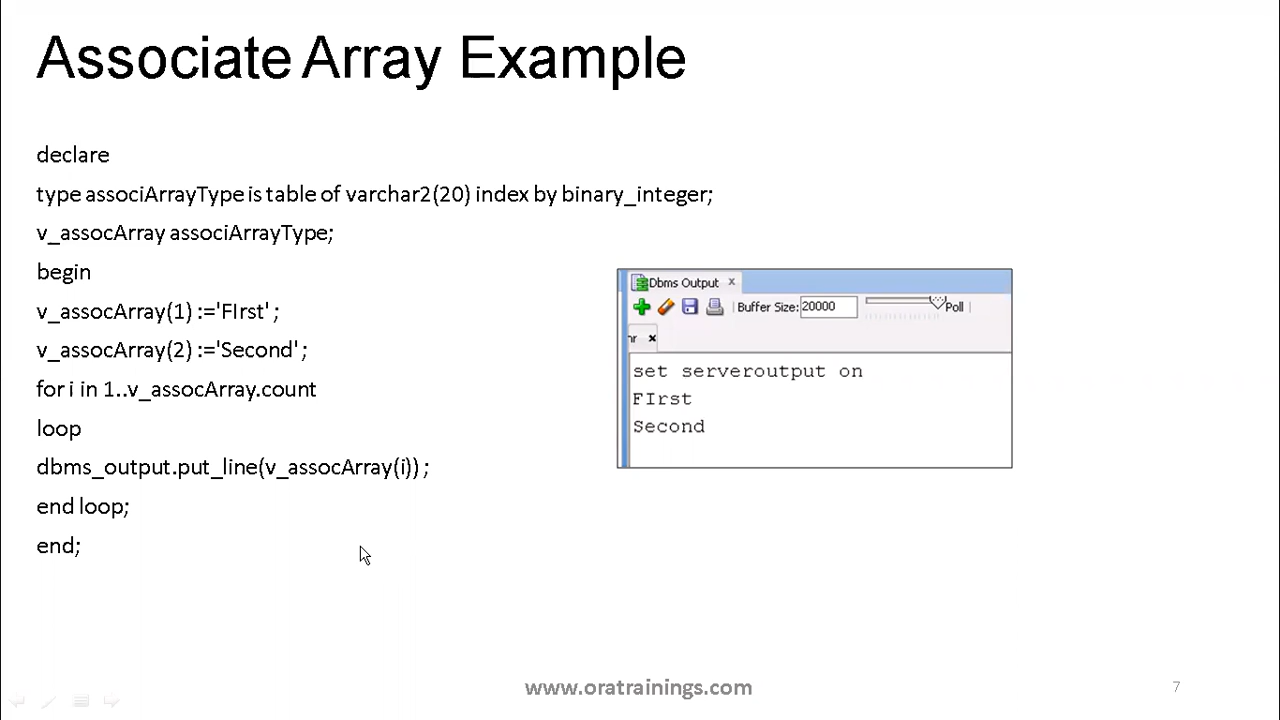 Associate Array Example
declare
type associArrayType is table of varchar2(20) index by binary_integer;
v_assocArray associArrayType;
begin
v_assocArray(1) :='FIrst' ;
v_assocArray(2) :='Second' ;
for i in 1..v_assocArray.count
loop
dbms_output.put_line(v_assocArray(i)) ;
end loop;
end;
Dbms Output x
Buffer Size: 20000 Poll
hr x
set serveroutput on
FIrst
Second
www.oratrainings.com
7